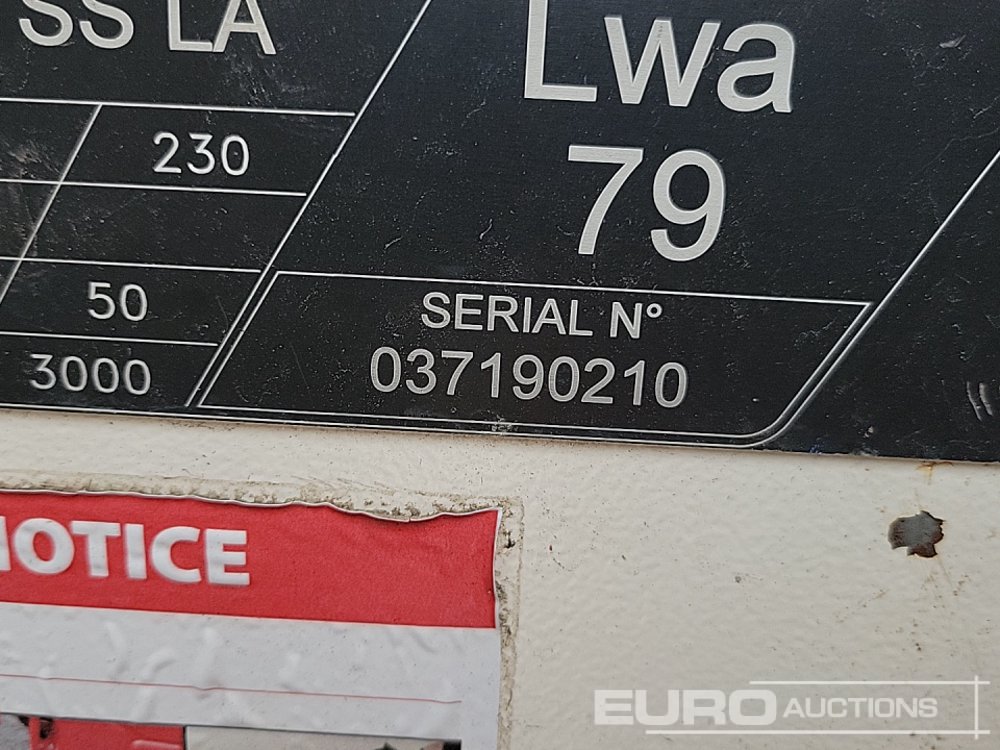 SS LA
Lwa
79
230
50
3000
SERIAL N°
037190210
NOTICE
EURO AUCTIONS